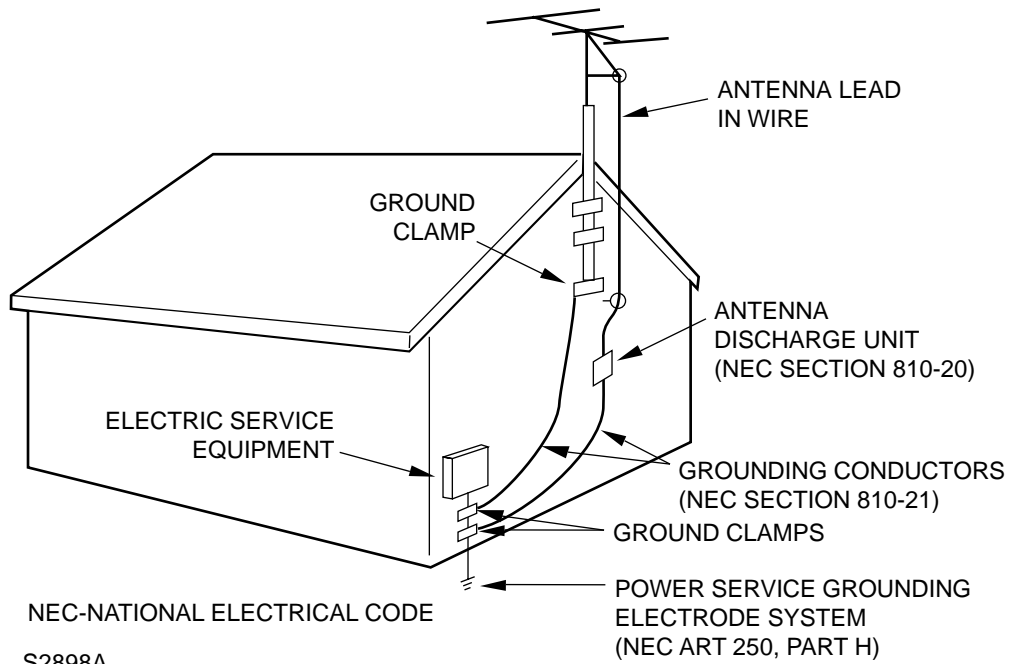 ANTENNA LEAD
IN WIRE
GROUND
CLAMP
ANTENNA
DISCHARGE UNIT
(NEC SECTION 810-20)
ELECTRIC SERVICE
EQUIPMENT
GROUNDING CONDUCTORS
(NEC SECTION 810-21)
GROUND CLAMPS
POWER SERVICE GROUNDING
ELECTRODE SYSTEM
(NEC ART 250, PART H)
NEC-NATIONAL ELECTRICAL CODE
S2898A